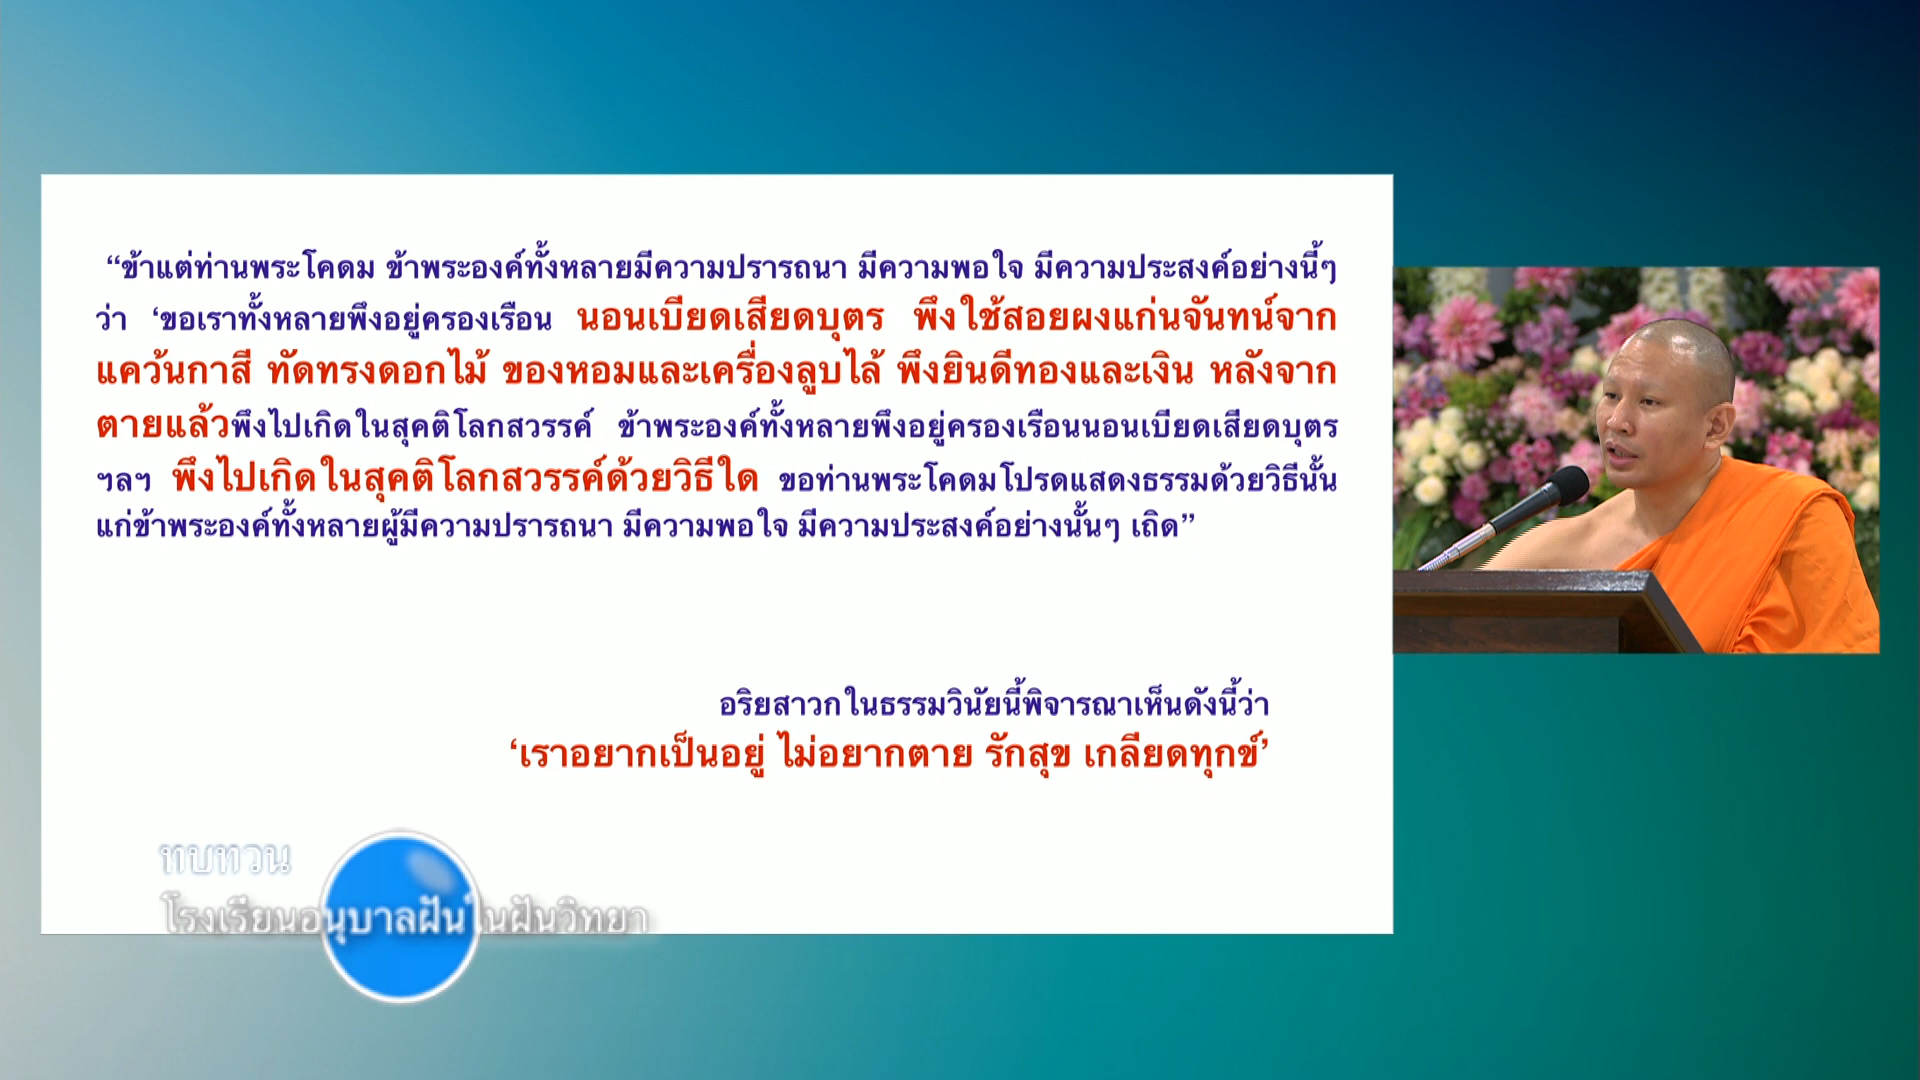 “ข้าแต่ท่านพระโคดม ข้าพระองค์ทั้งหลายมีความปรารถนา มีความพอใจ มีความประสงค์อย่างนี้ๆ
ว่า ‘ขอเราทั้งหลายพึงอยู่ครองเรือน นอนเบียดเสียดบุตร พึงใช้สอยผงแก่นจันทน์จาก
แคว้นกาสี ทัดทรงดอกไม้ ของหอมและเครื่องลูบไล้ พึงยินดีทองและเงิน หลังจาก
ตายแล้วพึงไปเกิดในสุคติโลกสวรรค์ ข้าพระองค์ทั้งหลายพึงอยู่ครองเรือนนอนเบียดเสียดบุตร
ฯลฯ พึงไปเกิดในสุคติโลกสวรรค์ด้วยวิธีใด ขอท่านพระโคดมโปรดแสดงธรรมด้วยวิธีนั้น
แก่ข้าพระองค์ทั้งหลายผู้มีความปรารถนา มีความพอใจ มีความประสงค์อย่างนั้นๆ เถิด”
อริยสาวกในธรรมวินัยนี้พิจารณาเห็นดังนี้ว่า
‘เราอยากเป็นอยู่ ไม่อยากตาย รักสุข เกลียดทุกข์’
ทบทวน
โรงเรียนอนุบาลฝันในฝันวิทยา